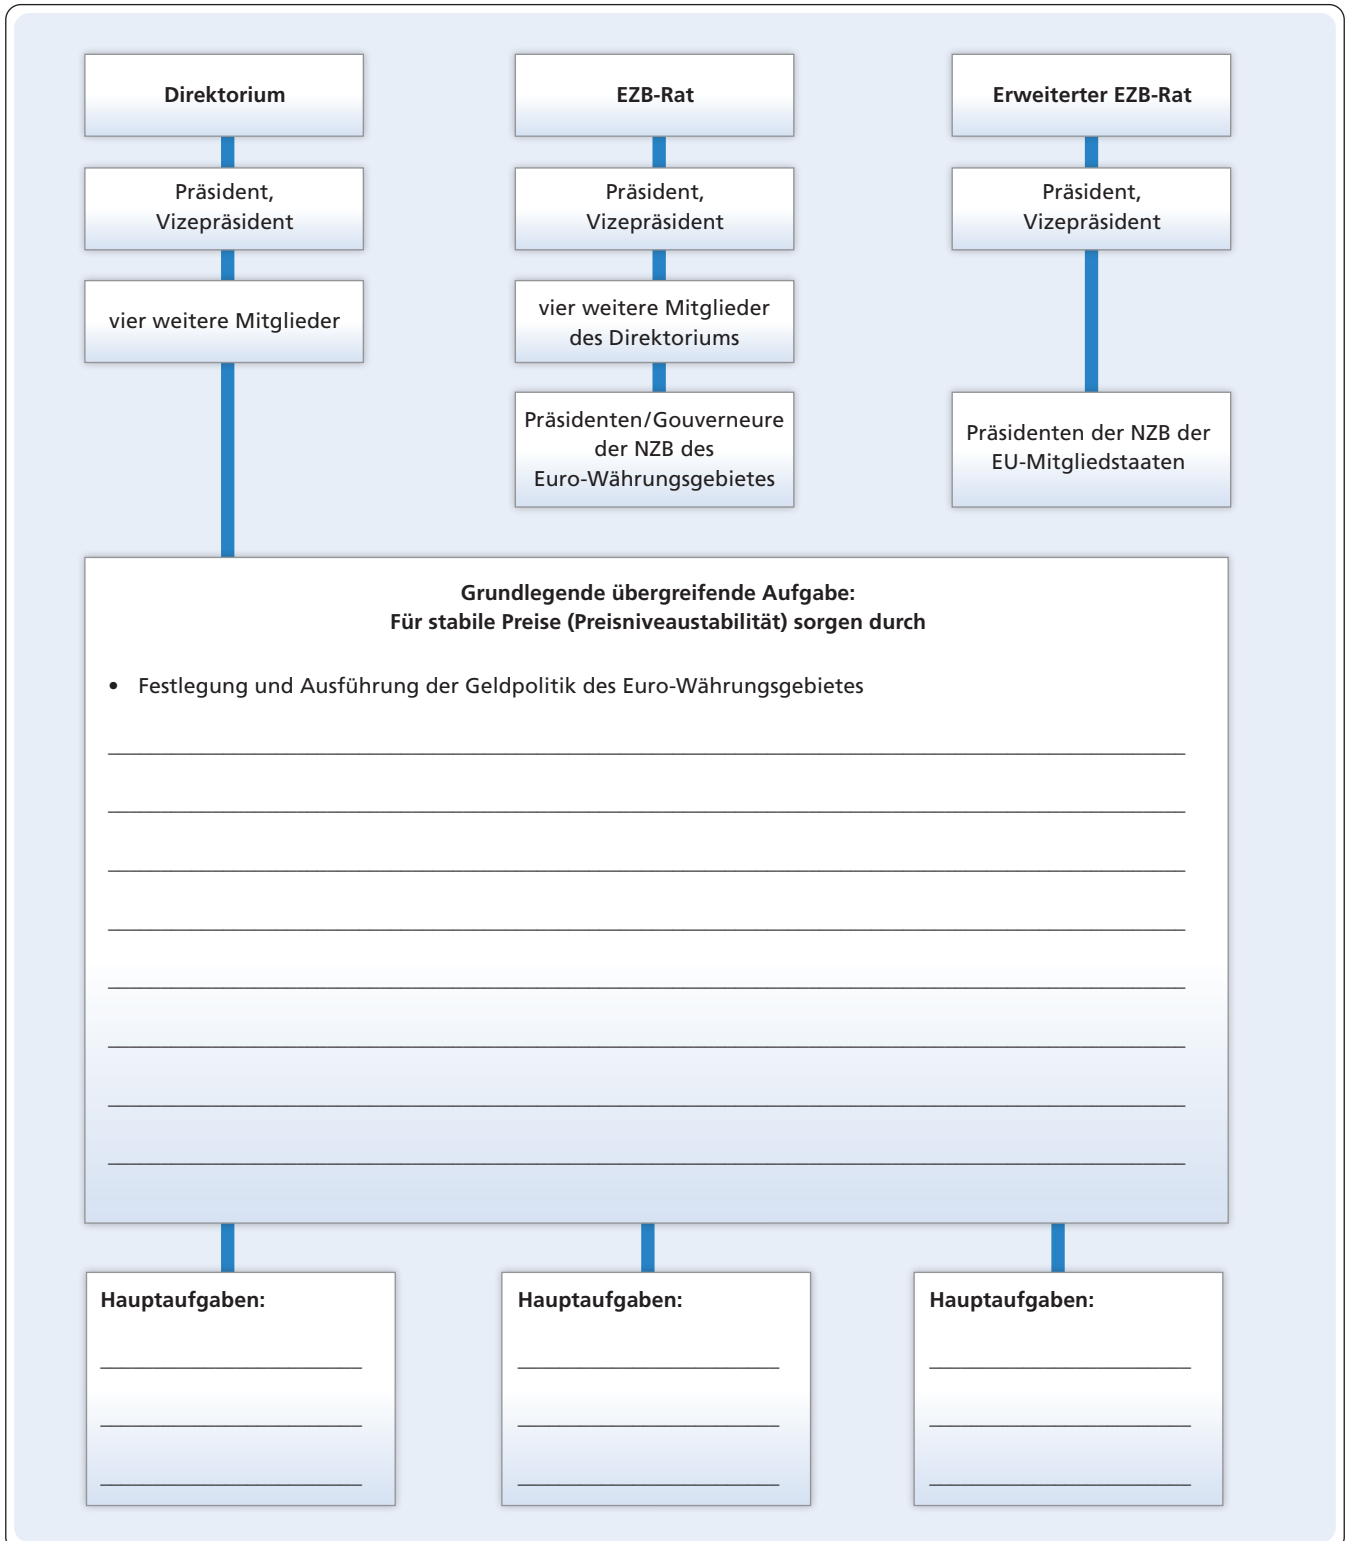 Direktorium
EZB-Rat
Erweiterter EZB-Rat
Präsident,
Vizepräsident
Präsident,
Vizepräsident
Präsident,
Vizepräsident
vier weitere Mitglieder
vier weitere Mitglieder
des Direktoriums
Präsidenten/Gouverneure
der NZB des
Euro-Währungsgebietes
Präsidenten der NZB der
EU-Mitgliedstaaten
Grundlegende übergreifende Aufgabe:
Für stabile Preise (Preisniveaustabilität) sorgen durch
• Festlegung und Ausführung der Geldpolitik des Euro-Währungsgebietes
Hauptaufgaben:
Hauptaufgaben:
Hauptaufgaben: